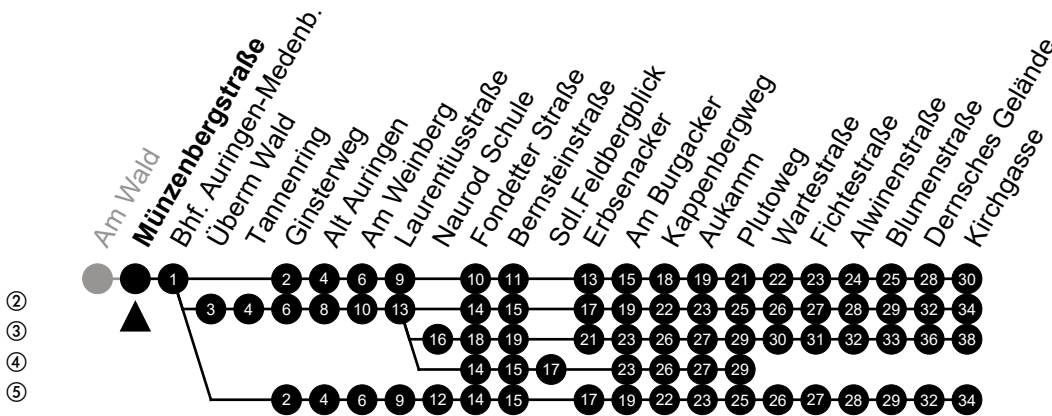 Am Wald
Münzenbergstraße
Bhf. Auringen-Medenb.
Überm Wald
Tannenring
Ginsterweg
Alt Auringen
Am Weinberg
Laurentiusstraße
Naurod Schule
Fondetter Straße
Bernsteinstraße
Sdl.Feldbergblick
Erbsenacker
Am Burgacker
Kappenbergweg
Aukamm
Plutoweg
Wartestraße
Fichtestraße
Alwinenstraße
Blumenstraße
Dernsches Gelände
Kirchgasse
1 2 4 6 9 10 11 13 15 18 19 21 22 23 24 25 28 30
② 3 4 6 8 10 13 14 15 17 19 22 23 25 26 27 28 29 32 34
③ 16 18 19 21 23 26 27 29 30 31 32 33 36 38
④ 14 15 17 23 26 27 29
⑤ 2 4 6 9 12 14 15 17 19 22 23 25 26 27 28 29 32 34